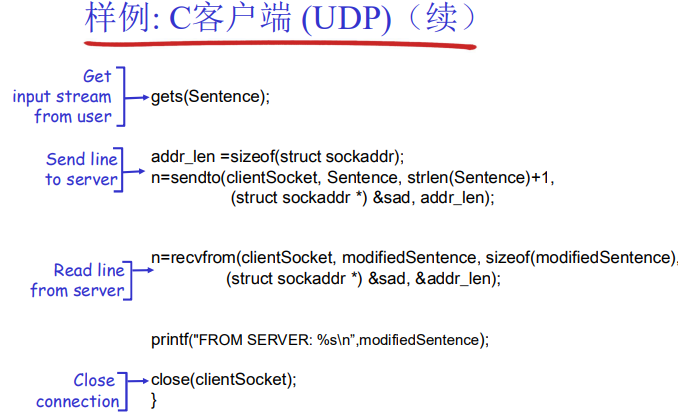 样例: C客户端 (UDP)（续）
Get
input stream
from user
gets(Sentence);
Send line
to server
addr_len =sizeof(struct sockaddr);
n=sendto(clientSocket, Sentence, strlen(Sentence)+1,
(struct sockaddr *) &sad, addr_len);
Read line
from server
n=recvfrom(clientSocket, modifiedSentence, sizeof(modifiedSentence),
(struct sockaddr *) &sad, &addr_len);
printf("FROM SERVER: %s\n”,modifiedSentence);
Close
connection
close(clientSocket);
}